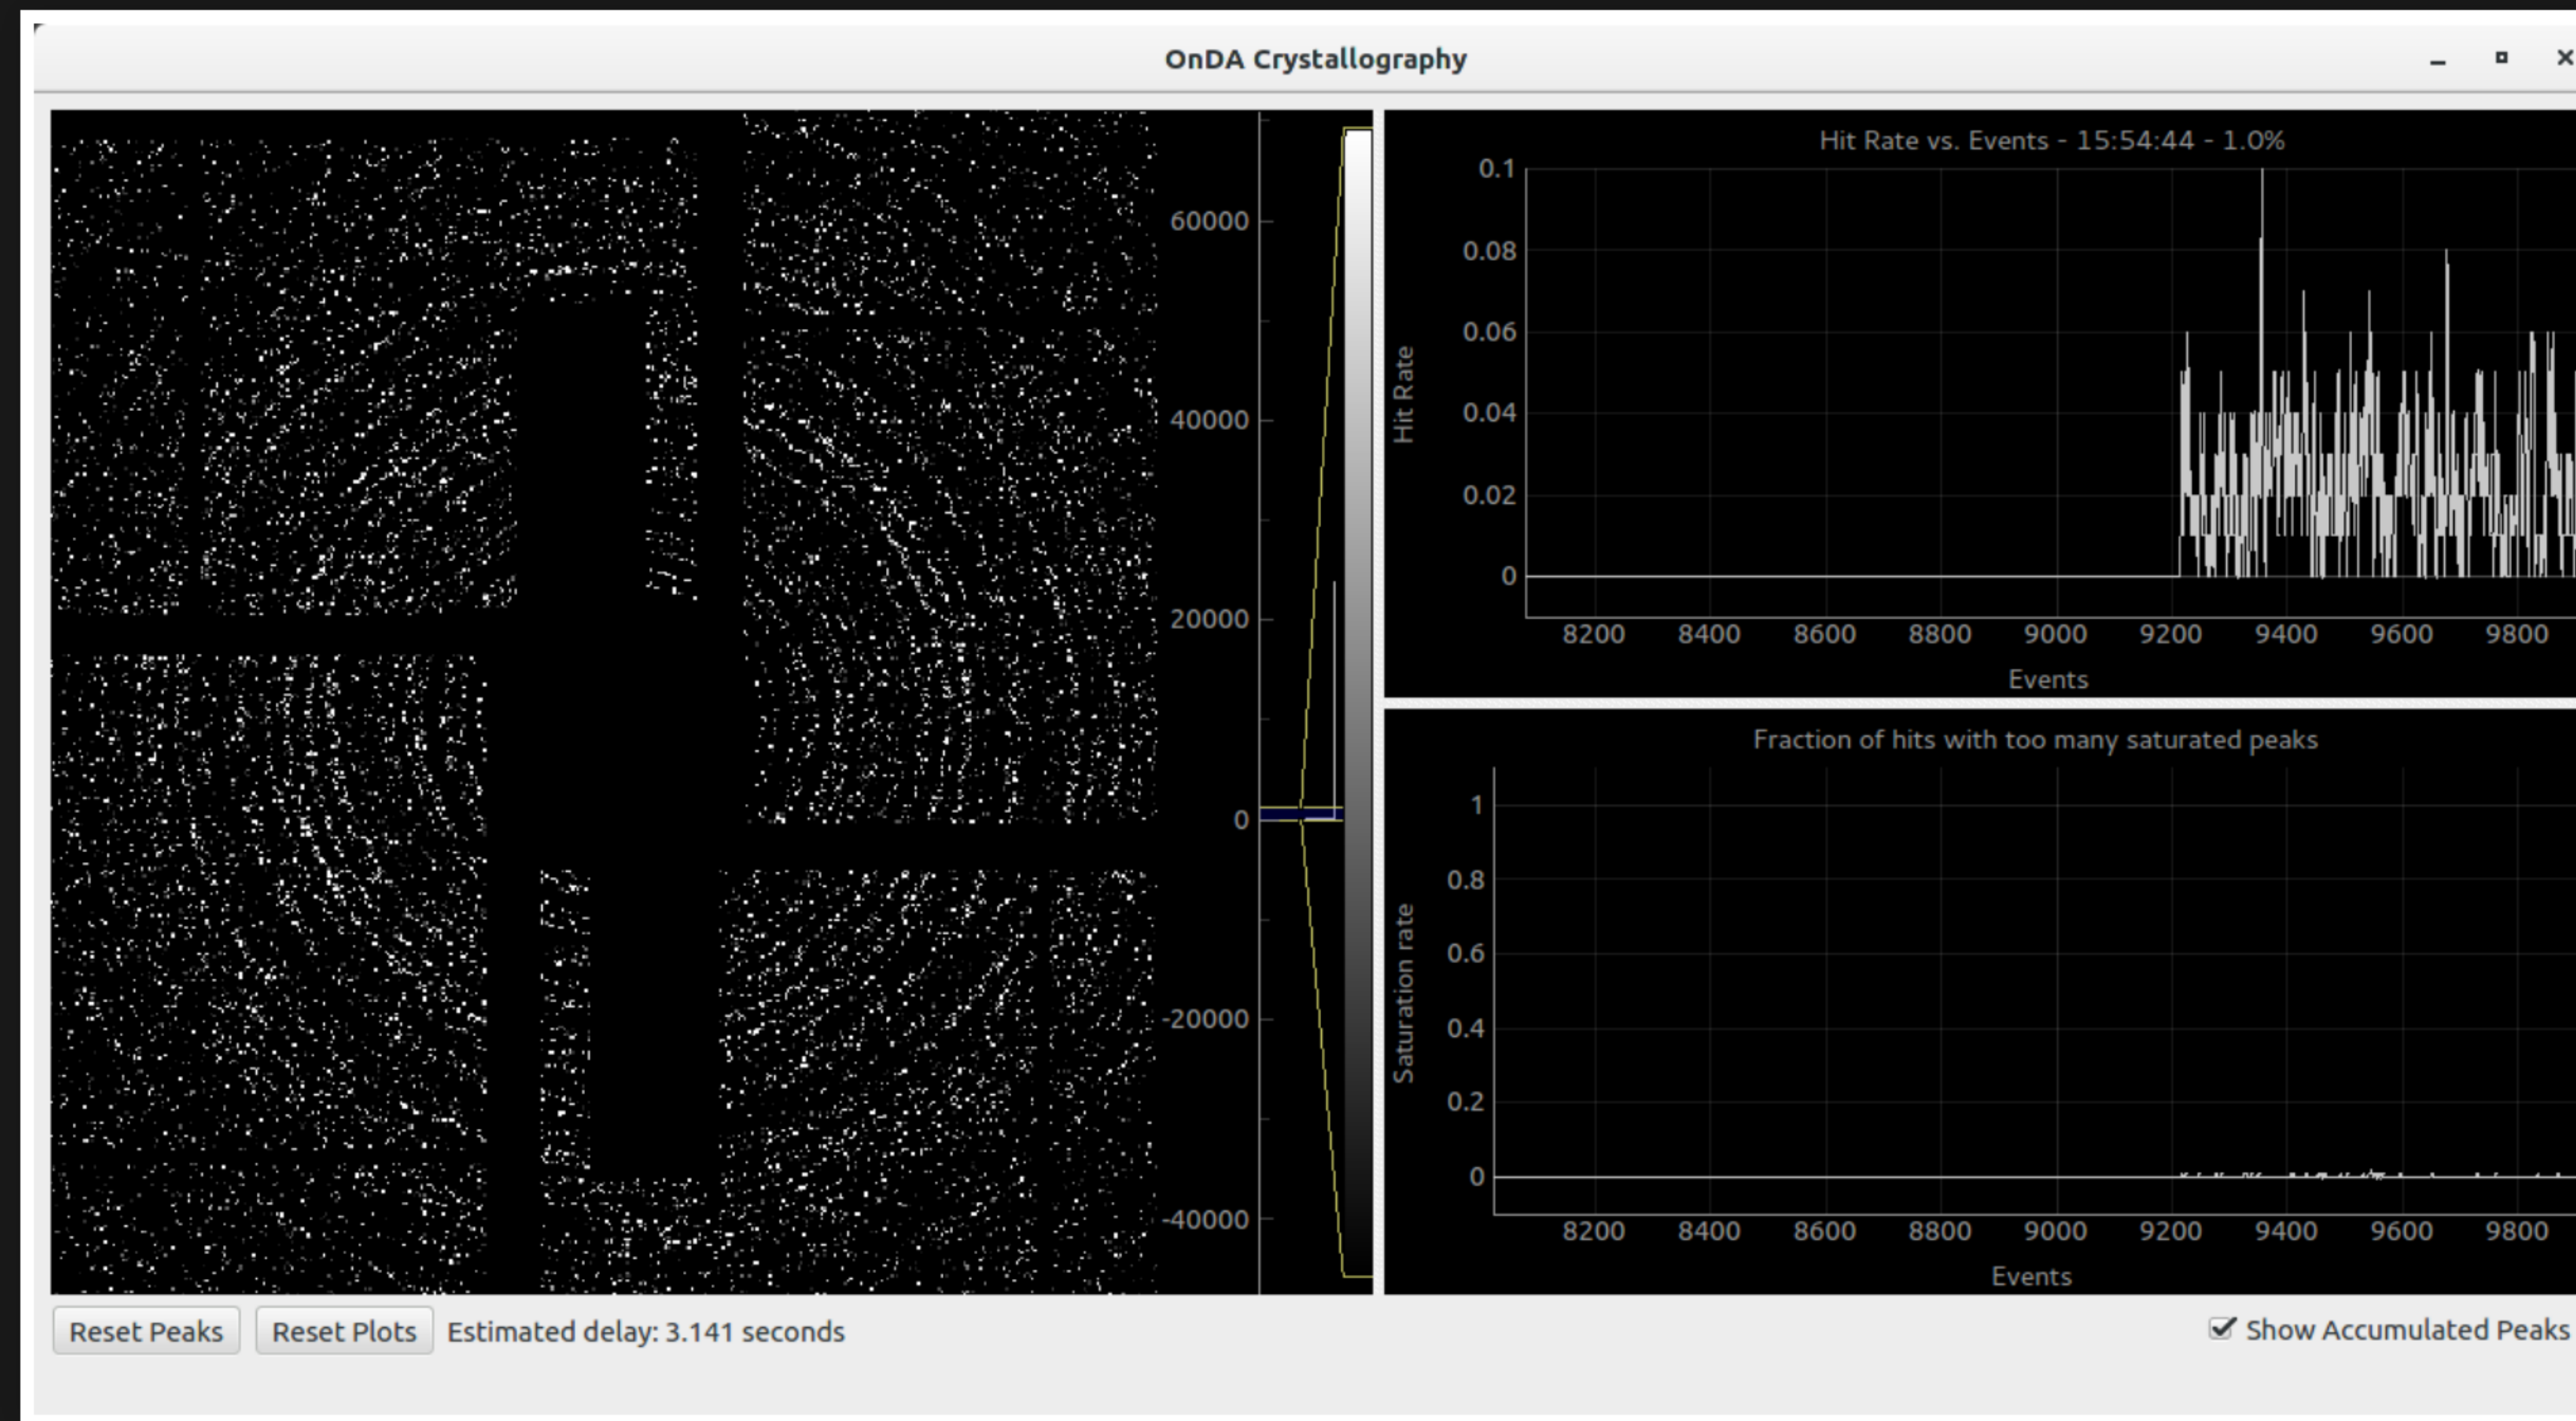 OnDA Crystallography
60000
40000
20000
0
-20000
-40000
Hit Rate vs. Events - 15:54:44 - 1.0%
0.1
0.08
0.06
0.04
0.02
0
Hit Rate
8200 8400 8600 8800 9000 9200 9400 9600 9800
Events
Fraction of hits with too many saturated peaks
1
0.8
0.6
0.4
0.2
0
Saturation rate
8200 8400 8600 8800 9000 9200 9400 9600 9800
Events
Reset Peaks Reset Plots Estimated delay: 3.141 seconds
Show Accumulated Peaks